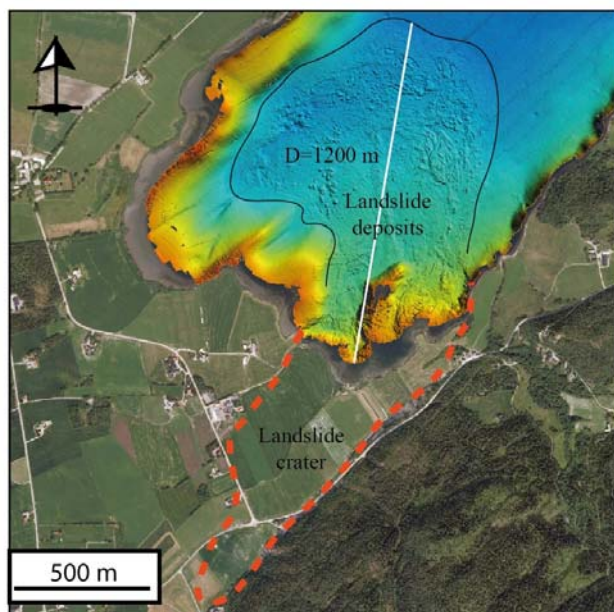 D=1200 m
Landslide
deposits
Landslide
crater
500 m